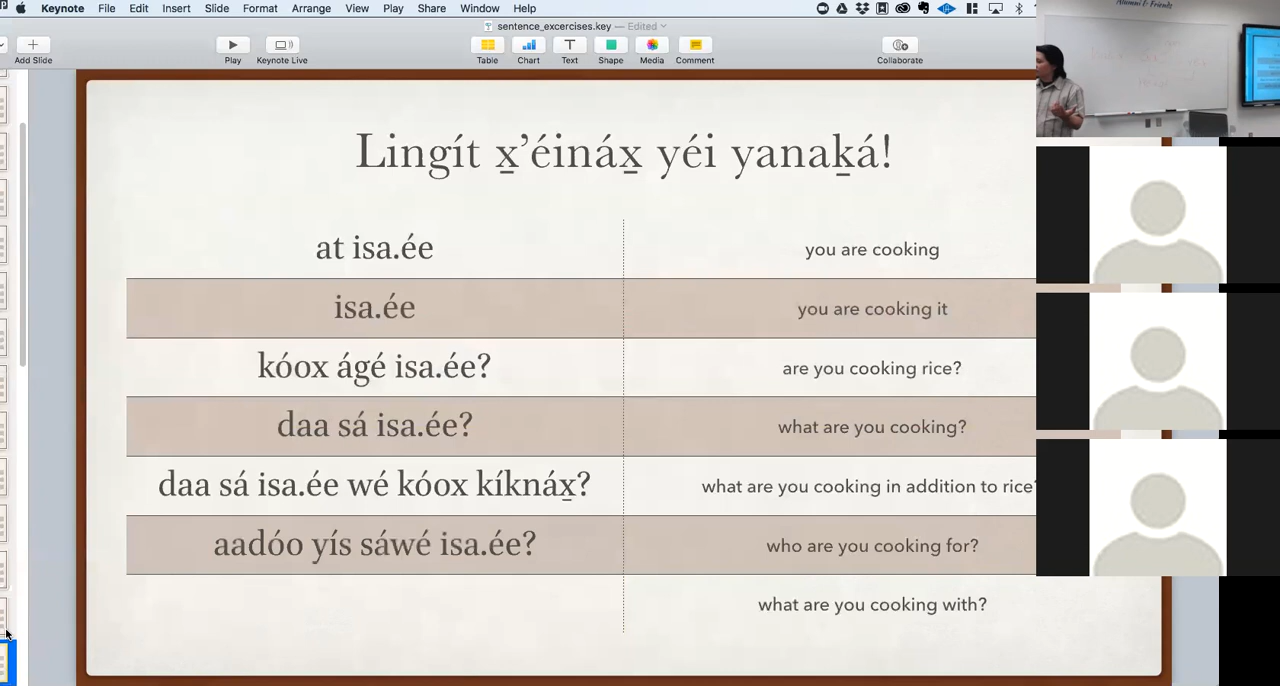 Keynote File Edit Insert Slide Format Arrange View Play Share Window Help
sentence_excercises.key — Edited
Add Slide Play Keynote Live Table Chart Text Shape Media Comment Collaborate
Alumni & Friends
Lingít x̱’éináx̱ yéi yanaḵá!
at isa.ée you are cooking
isa.ée you are cooking it
kóox ágé isa.ée? are you cooking rice?
daa sá isa.ée? what are you cooking?
daa sá isa.ée wé kóox kíknáx̱? what are you cooking in addition to rice?
aadóo yís sáwé isa.ée? who are you cooking for?
what are you cooking with?